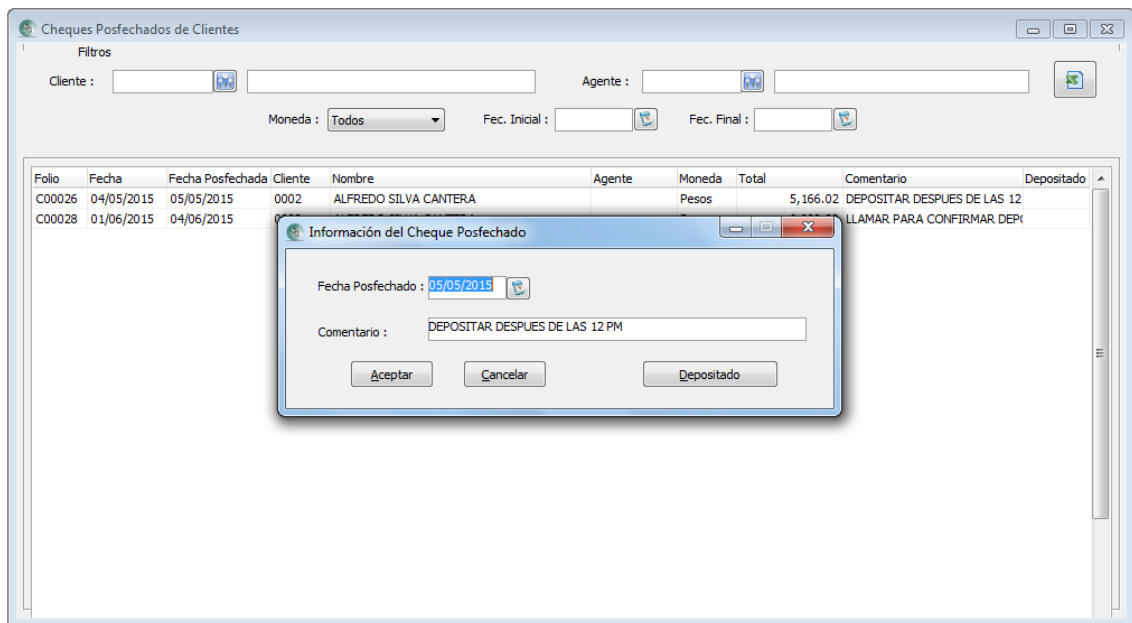 Cheques Posfechados de Clientes
Filtros
Cliente : Agente :
Moneda : Todos Fec. Inicial : Fec. Final :
Folio Fecha Fecha Posfechada Cliente Nombre Agente Moneda Total Comentario Depositado
C00026 04/05/2015 05/05/2015 0002 ALFREDO SILVA CANTERA Pesos 5,166.02 DEPOSITAR DESPUES DE LAS 12
C00028 01/06/2015 04/06/2015 LLAMAR PARA CONFIRMAR
Información del Cheque Posfechado
Fecha Posfechado : 05/05/2015
Comentario : DEPOSITAR DESPUES DE LAS 12 PM
Aceptar Cancelar Depositado